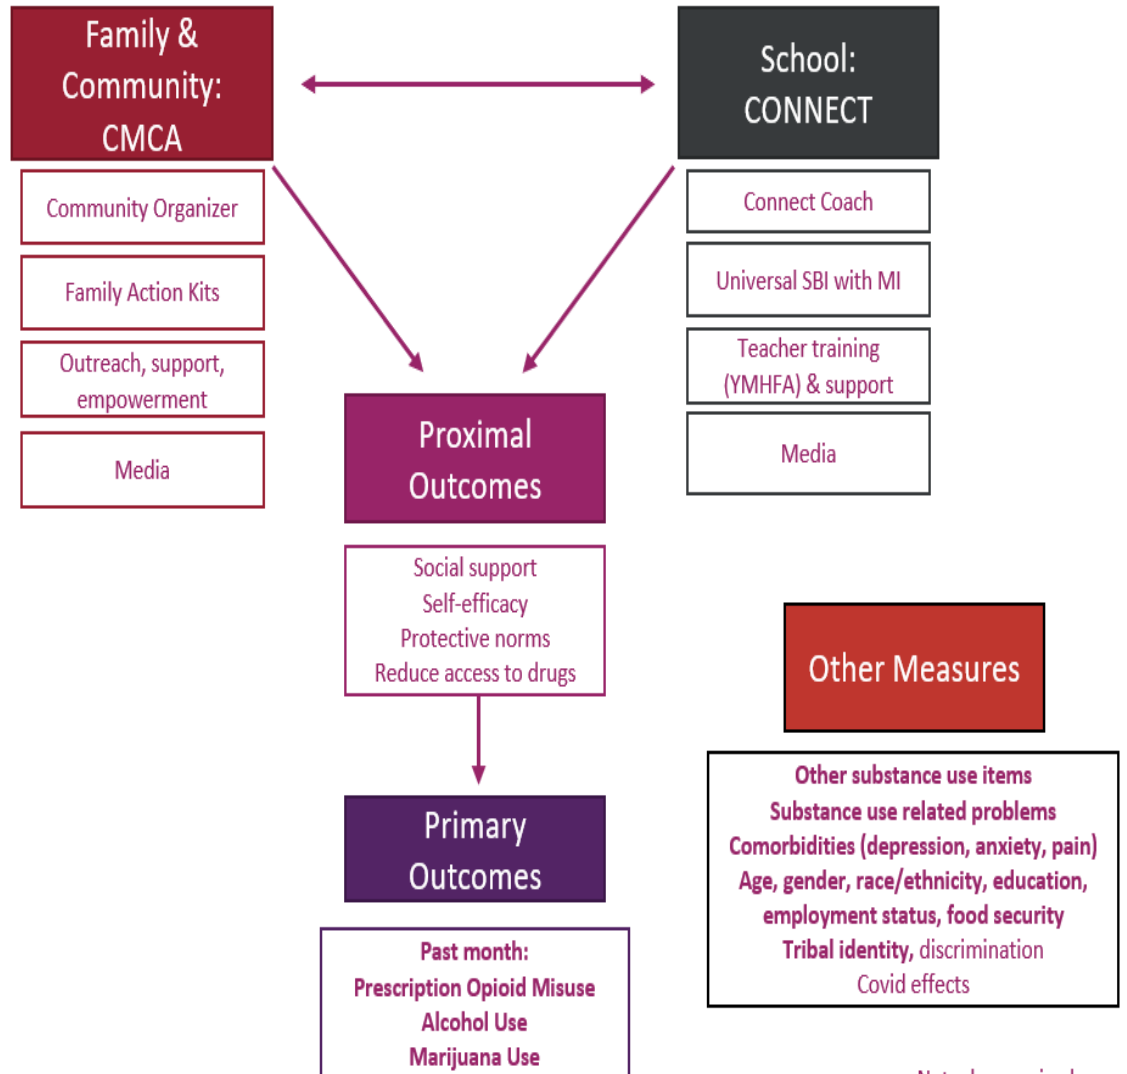 Family &
Community:
CMCA
School:
CONNECT
Community Organizer
Family Action Kits
Outreach, support,
empowerment
Media
Connect Coach
Universal SBI with MI
Teacher training
(YMHFA) & support
Media
Proximal
Outcomes
Social support
Self-efficacy
Protective norms
Reduce access to drugs
Primary
Outcomes
Past month:
Prescription Opioid Misuse
Alcohol Use
Marijuana Use
Other Measures
Other substance use items
Substance use related problems
Comorbidities (depression, anxiety, pain)
Age, gender, race/ethnicity, education,
employment status, food security
Tribal identity, discrimination
Covid effects